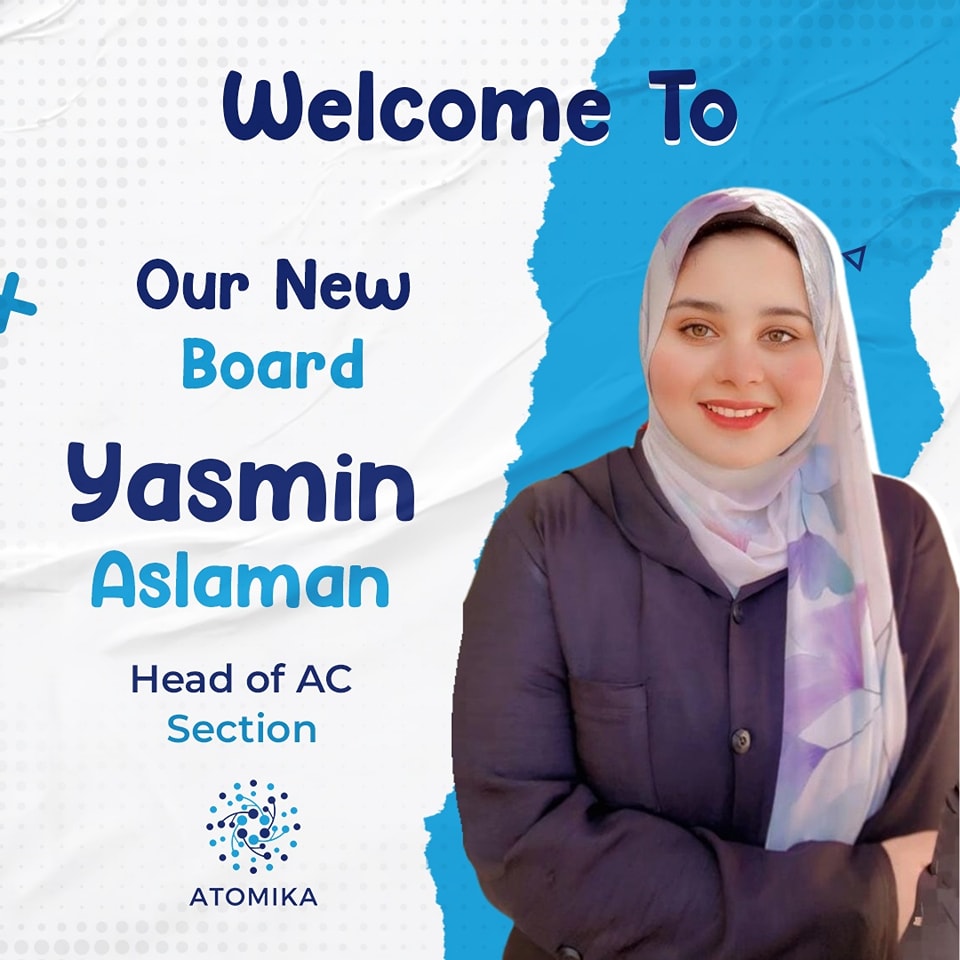 Welcome To
Our New
Board
Yasmin
Aslaman
Head of AC
Section
ATOMIKA